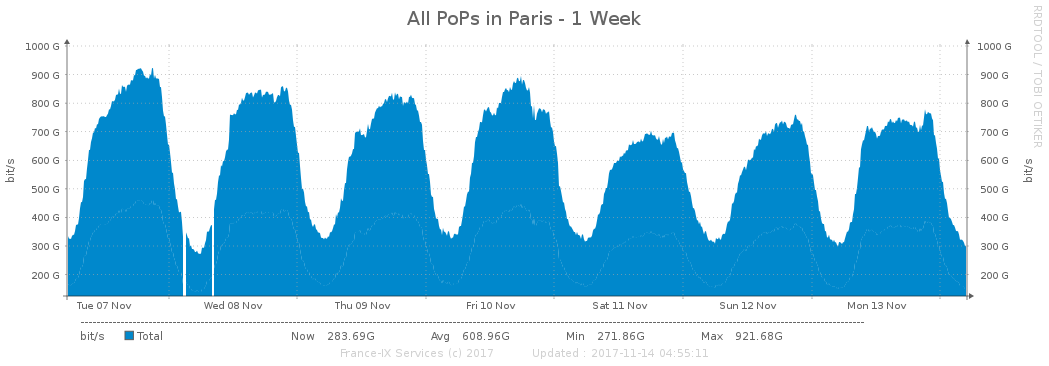 All PoPs in Paris - 1 Week
RRDTOOL / TOBI OETIKER
1000 G 1000 G
900 G 900 G
800 G 800 G
700 G 700 G
600 G 600 G
500 G 500 G
400 G 400 G
300 G 300 G
200 G 200 G
bit/s bit/s
Tue 07 Nov Wed 08 Nov Thu 09 Nov Fri 10 Nov Sat 11 Nov Sun 12 Nov Mon 13 Nov
bit/s Total Now 283.69G Avg 608.96G Min 271.86G Max 921.68G
France-IX Services (c) 2017 Updated : 2017-11-14 04:55:11